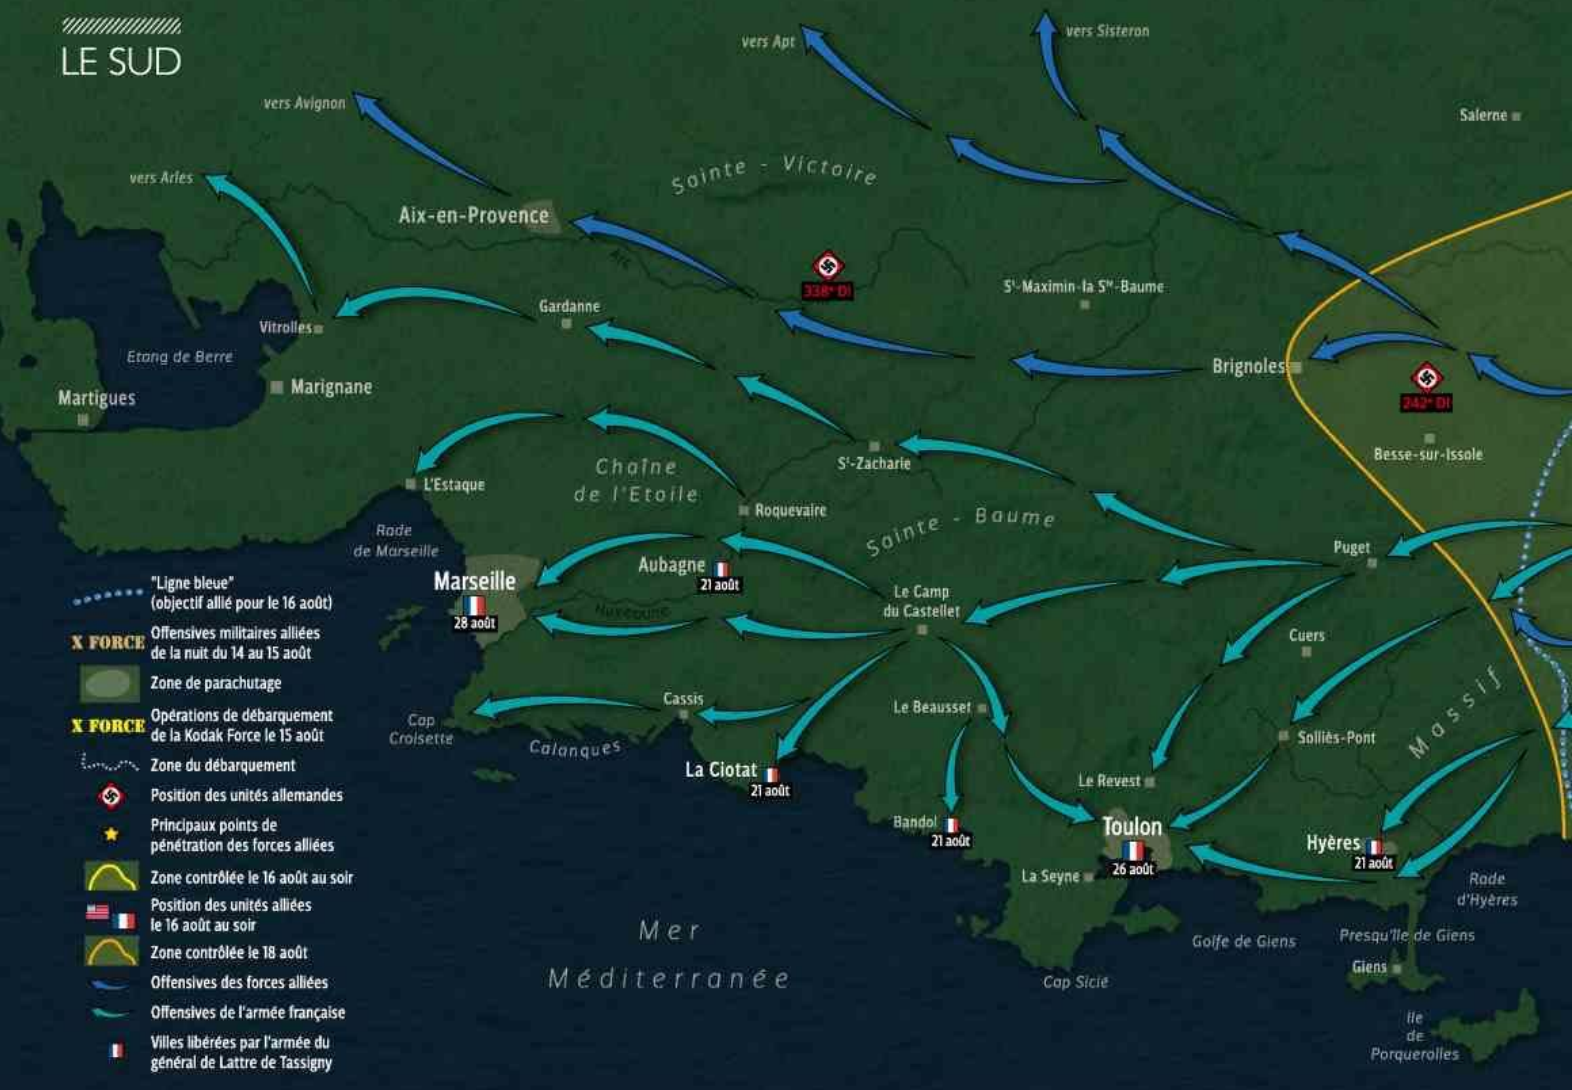 LE SUD
vers Apt
vers Sisteron
vers Avignon
Salerne
vers Arles
Sainte - Victoire
Aix-en-Provence
Arc
338e DI
St-Maximin-la Ste-Baume
Gardanne
Vitrolles
Etang de Berre
Brignoles
Marignane
Martigues
242e DI
Besse-sur-Issole
St-Zacharie
Chaîne
de l'Etoile
L'Estaque
Roquevaire
Sainte - Baume
Rade
de Marseille
Puget
Aubagne
21 août
Marseille
28 août
Huveaune
Le Camp
du Castellet
Cuers
Massif
Cassis
Le Beausset
Cap
Croisette
Calanques
Solliès-Pont
La Ciotat
21 août
Le Revest
Bandol
21 août
Toulon
26 août
Hyères
21 août
La Seyne
Rade
d'Hyères
Mer
Méditerranée
Golfe de Giens
Presqu'île de Giens
Giens
Cap Sicié
Ile
de
Porquerolles
"Ligne bleue"
(objectif allié pour le 16 août)
X FORCE Offensives militaires alliées
de la nuit du 14 au 15 août
Zone de parachutage
X FORCE Opérations de débarquement
de la Kodak Force le 15 août
Zone du débarquement
Position des unités allemandes
Principaux points de
pénétration des forces alliées
Zone contrôlée le 16 août au soir
Position des unités alliées
le 16 août au soir
Zone contrôlée le 18 août
Offensives des forces alliées
Offensives de l'armée française
Villes libérées par l'armée du
général de Lattre de Tassigny